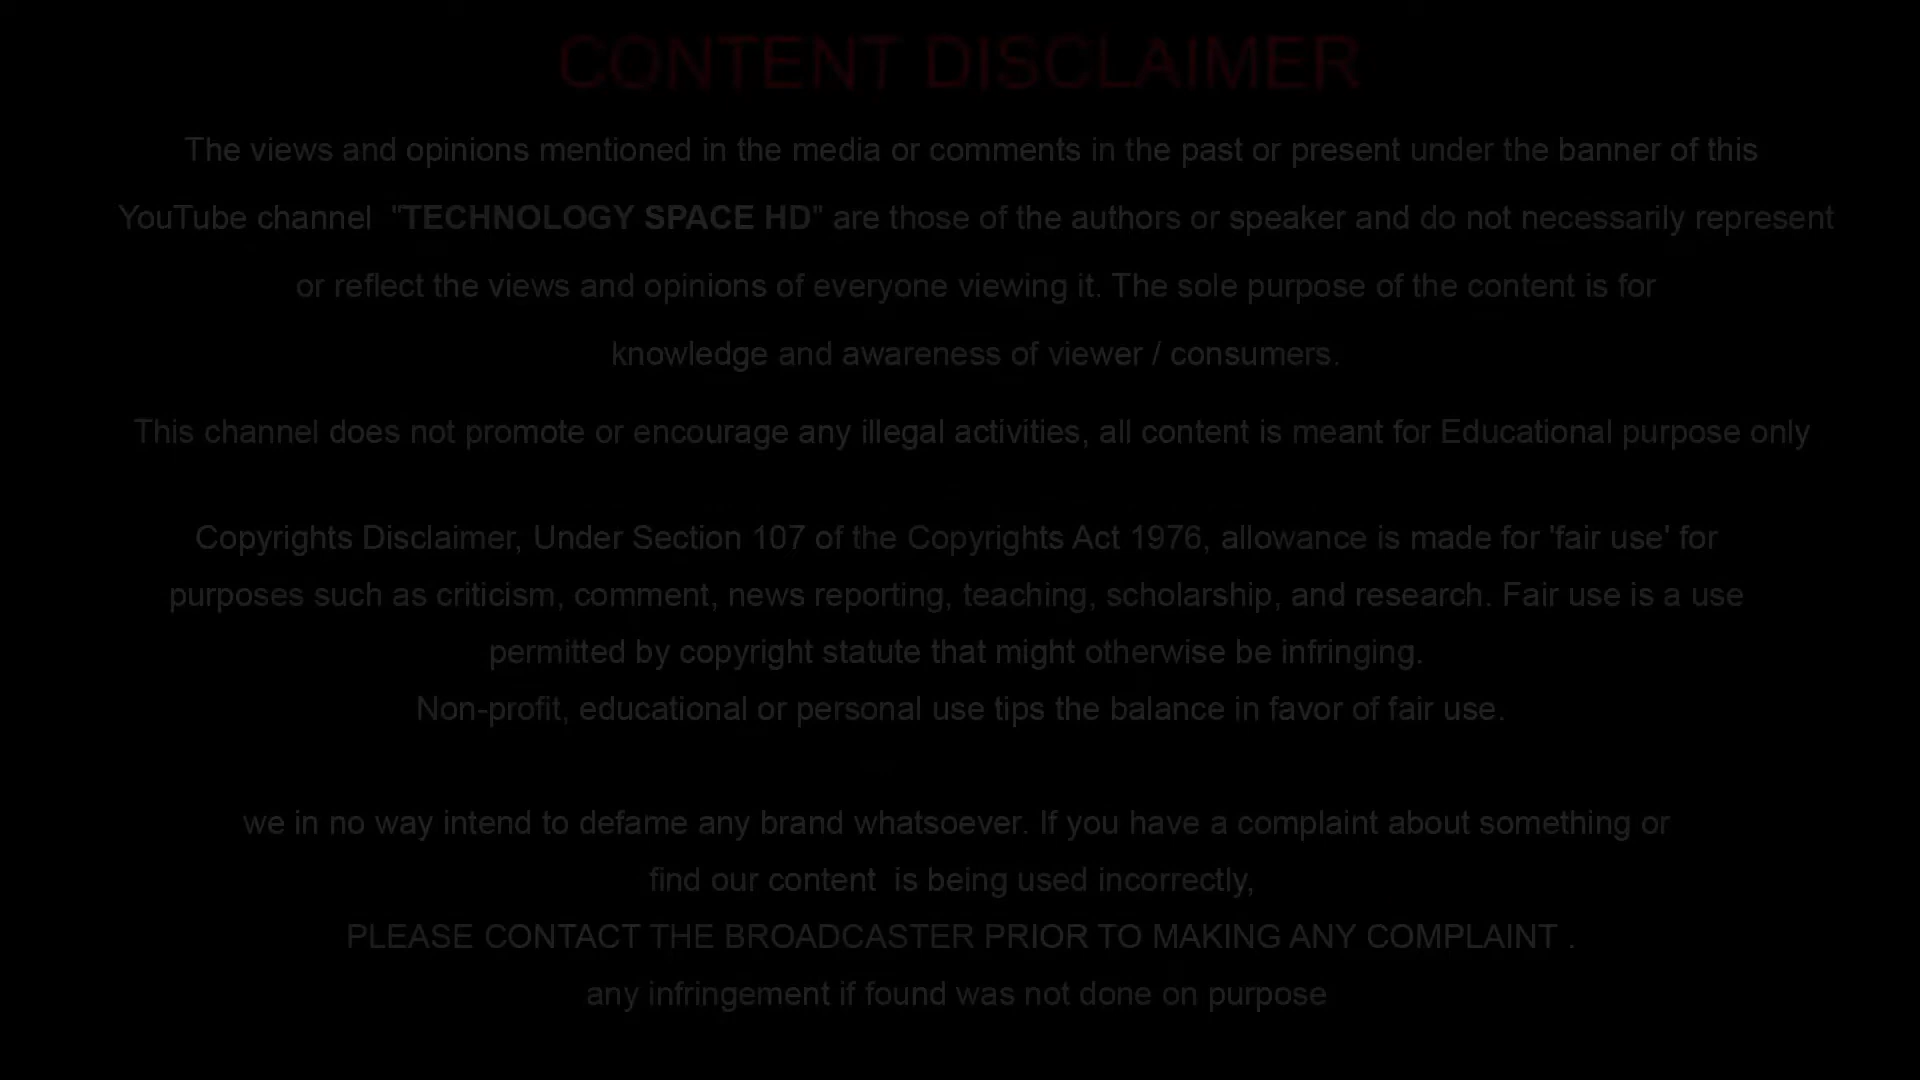 CONTENT DISCLAIMER
The views and opinions mentioned in the media or comments in the past or present under the banner of this
YouTube channel  "TECHNOLOGY SPACE HD" are those of the authors or speaker and do not necessarily represent
or reflect the views and opinions of everyone viewing it. The sole purpose of the content is for
knowledge and awareness of viewer / consumers.
This channel does not promote or encourage any illegal activities, all content is meant for Educational purpose only
Copyrights Disclaimer, Under Section 107 of the Copyrights Act 1976, allowance is made for 'fair use' for
purposes such as criticism, comment, news reporting, teaching, scholarship, and research. Fair use is a use
permitted by copyright statute that might otherwise be infringing.
Non-profit, educational or personal use tips the balance in favor of fair use.
we in no way intend to defame any brand whatsoever. If you have a complaint about something or
find our content  is being used incorrectly,
PLEASE CONTACT THE BROADCASTER PRIOR TO MAKING ANY COMPLAINT .
any infringement if found was not done on purpose